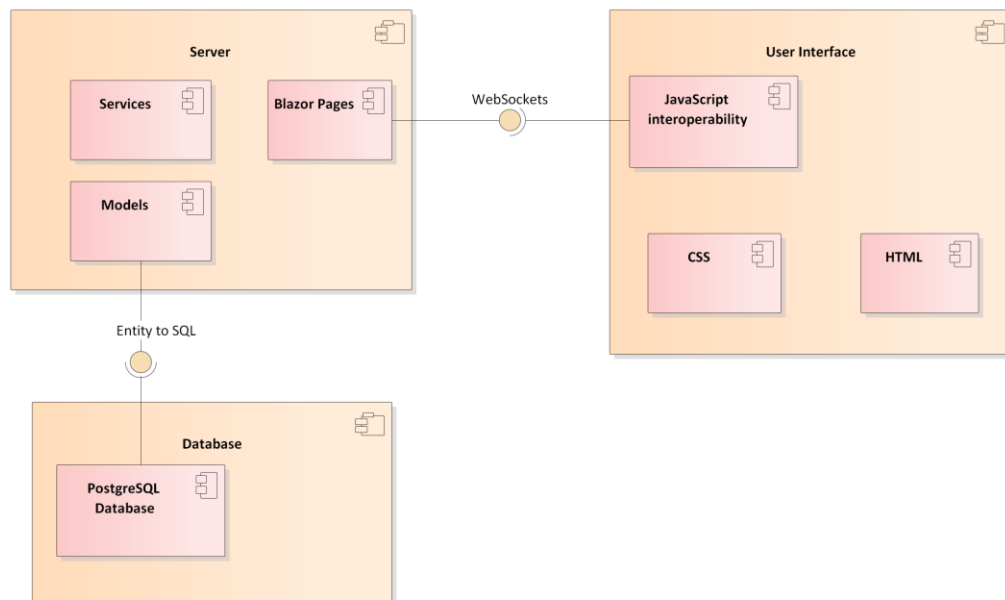 Server
Services
Blazor Pages
Models
WebSockets
User Interface
JavaScript
interoperability
CSS
HTML
Entity to SQL
Database
PostgreSQL
Database